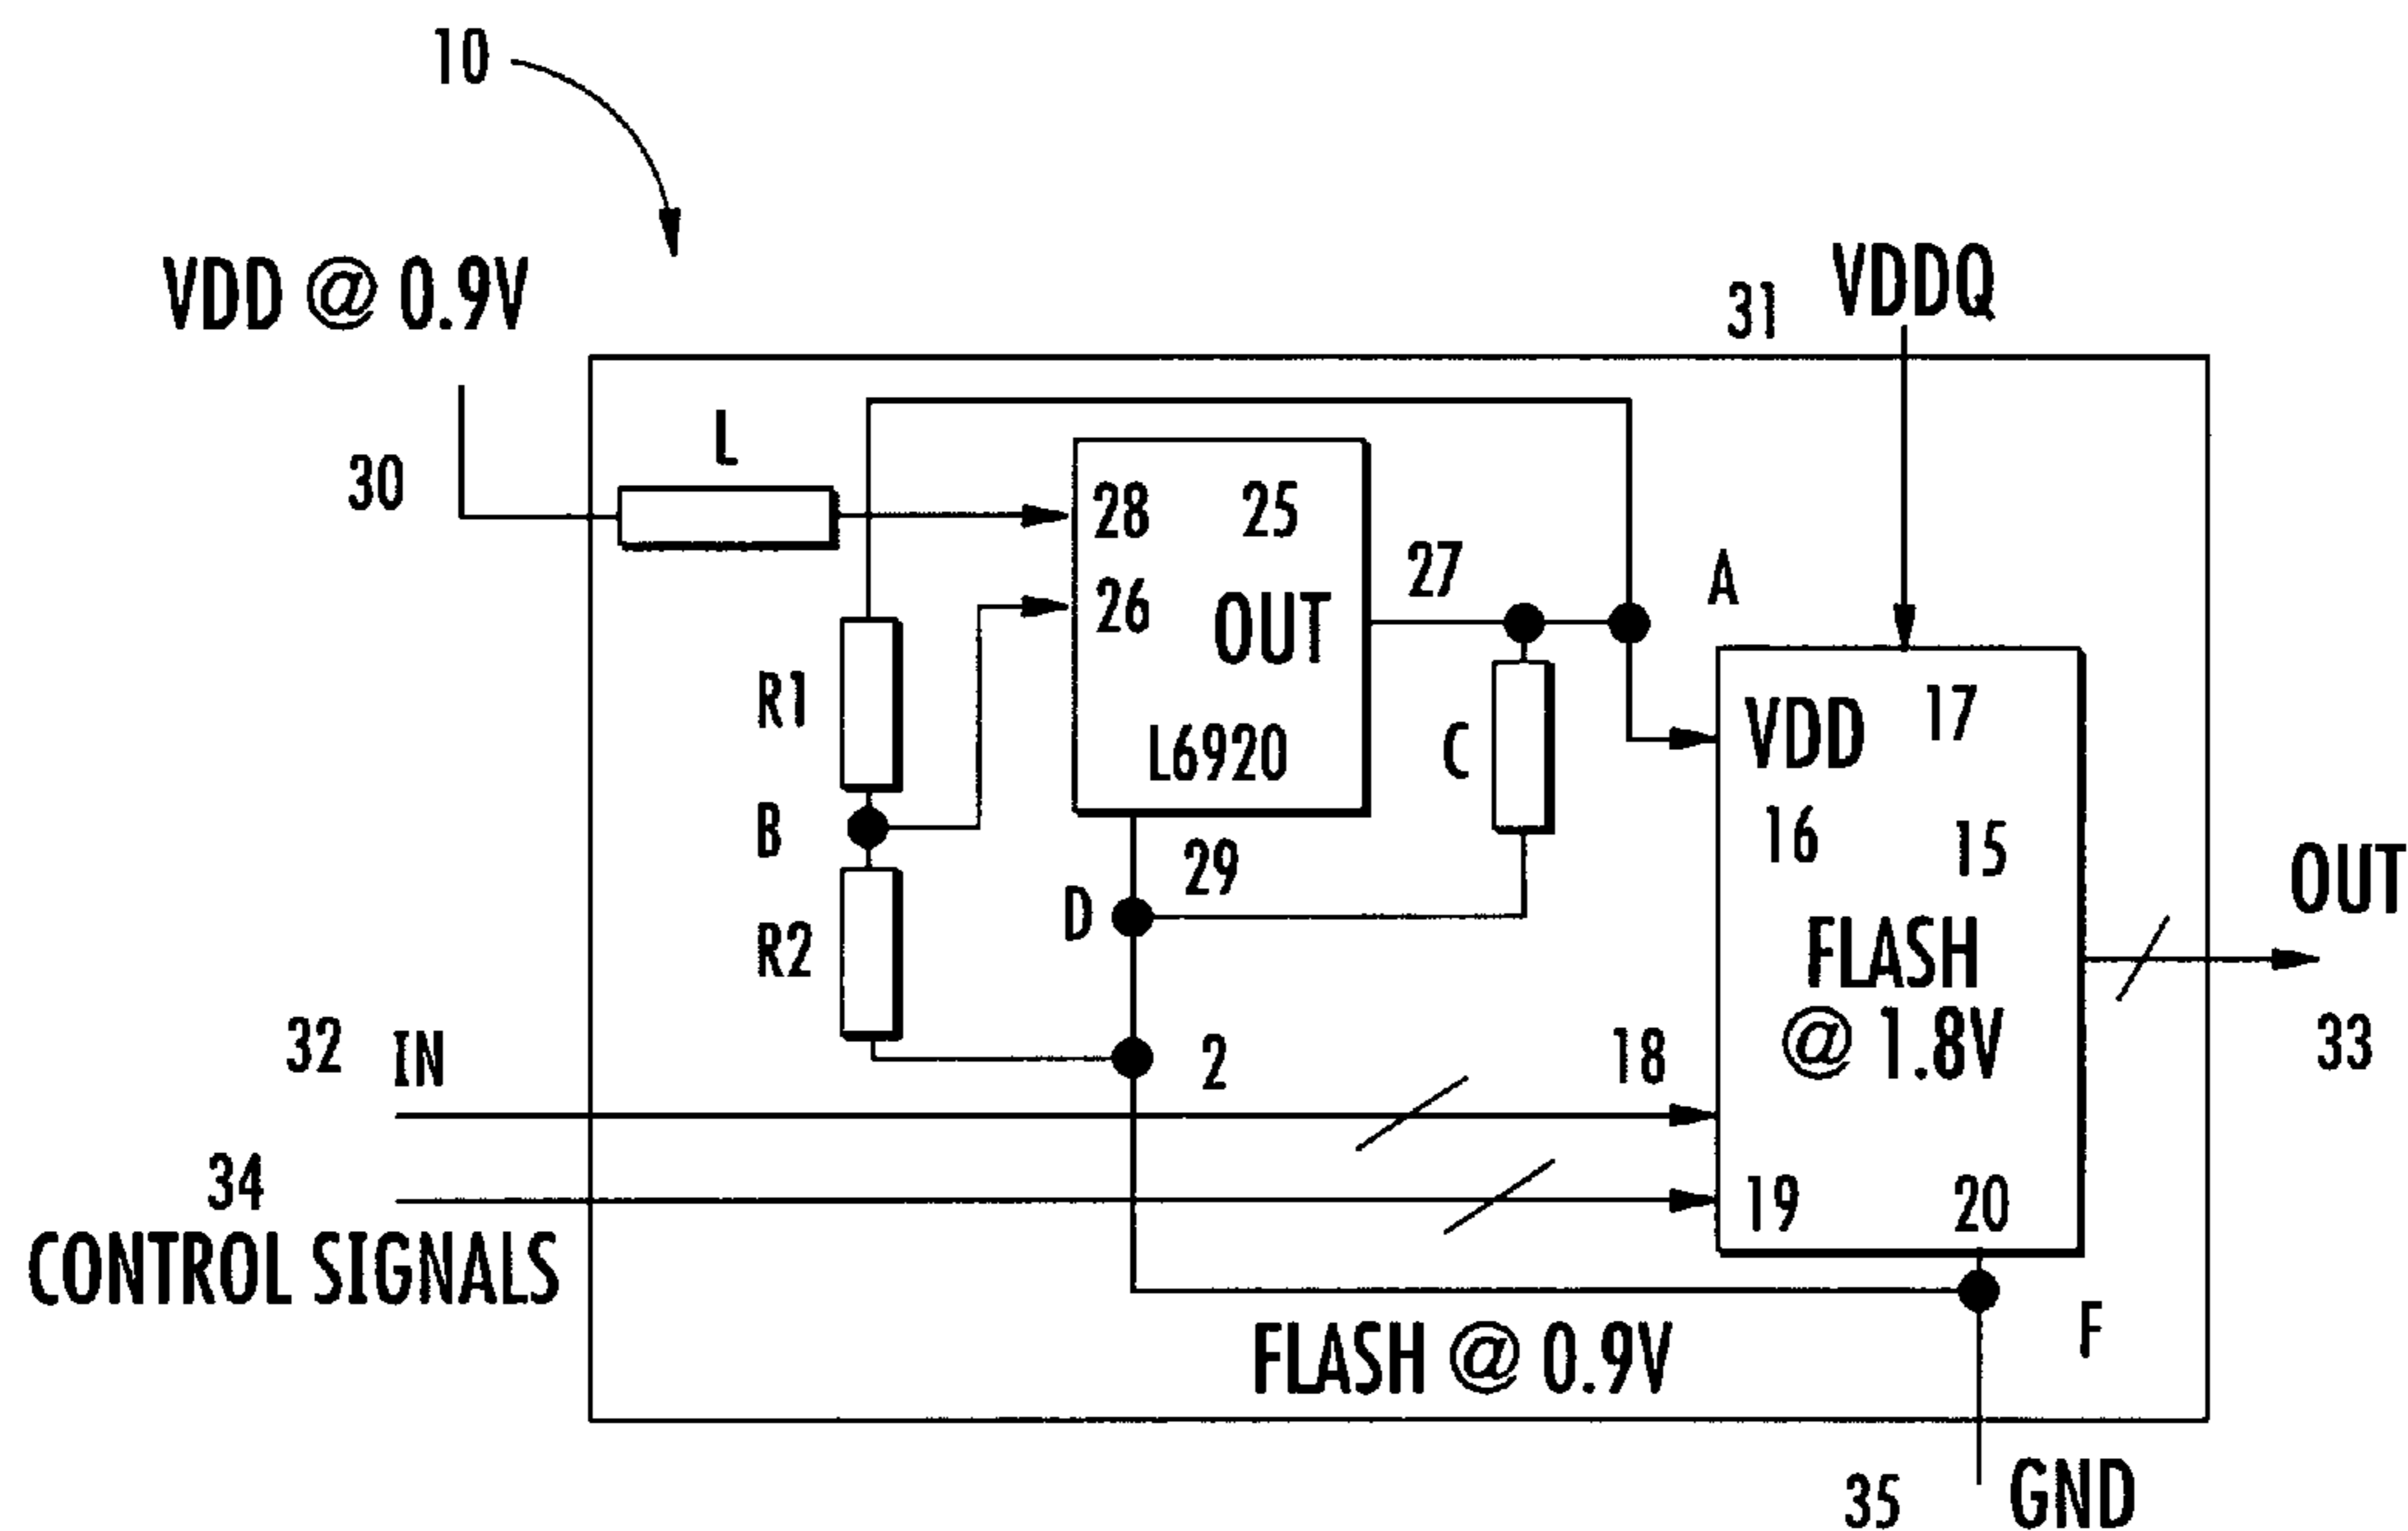 10
VDD @ 0.9V
31
VDDQ
L
30
28
25
26
OUT
27
A
R1
L6920
C
VDD
17
B
16
15
29
D
R2
FLASH
@ 1.8V
OUT
32
IN
2
18
33
34
CONTROL SIGNALS
19
20
FLASH @ 0.9V
F
35
GND